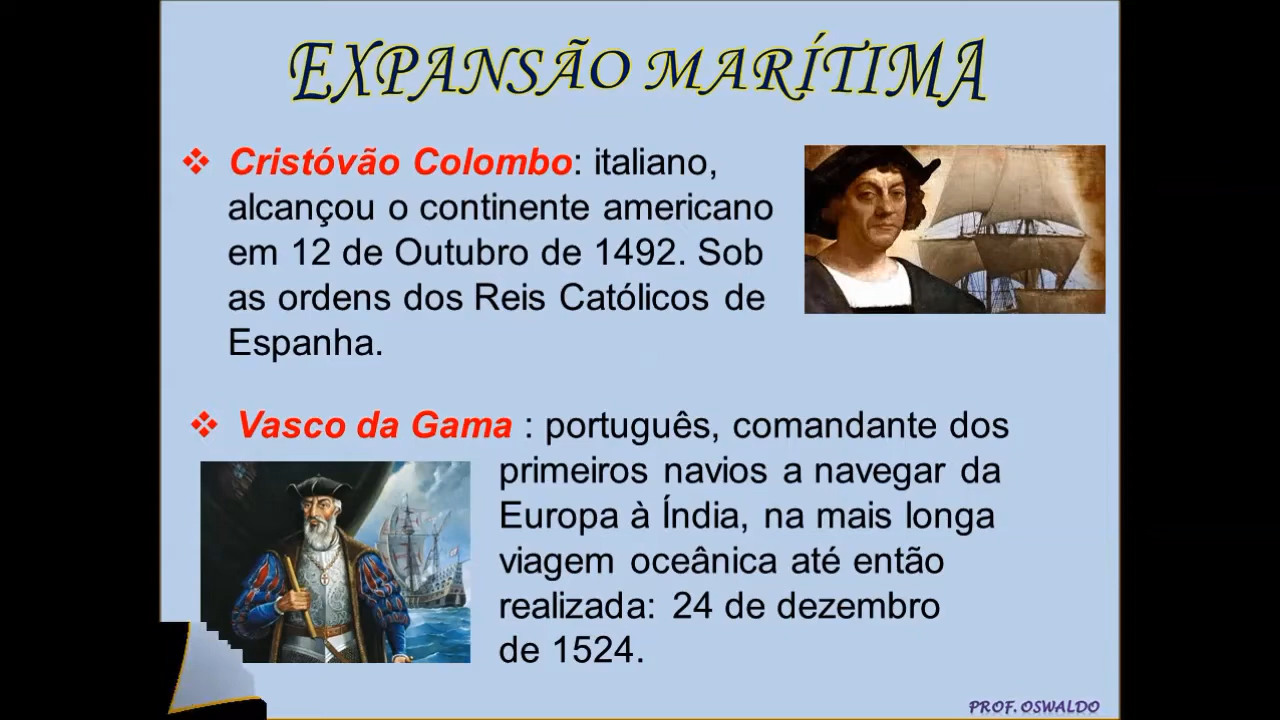 EXPANSÃO MARÍTIMA
❖ Cristóvão Colombo: italiano,
alcançou o continente americano
em 12 de Outubro de 1492. Sob
as ordens dos Reis Católicos de
Espanha.
❖ Vasco da Gama : português, comandante dos
primeiros navios a navegar da
Europa à Índia, na mais longa
viagem oceânica até então
realizada: 24 de dezembro
de 1524.
PROF. OSWALDO